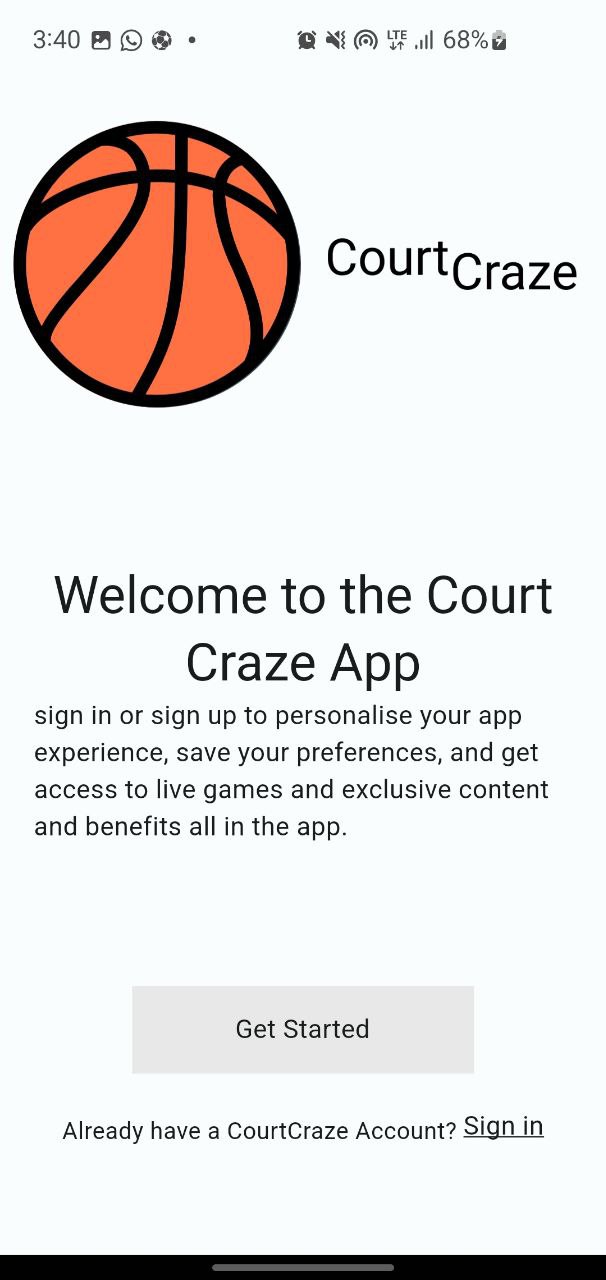 3:40 LTE 68%
CourtCraze
Welcome to the Court
Craze App
sign in or sign up to personalise your app
experience, save your preferences, and get
access to live games and exclusive content
and benefits all in the app.
Get Started
Already have a CourtCraze Account? Sign in